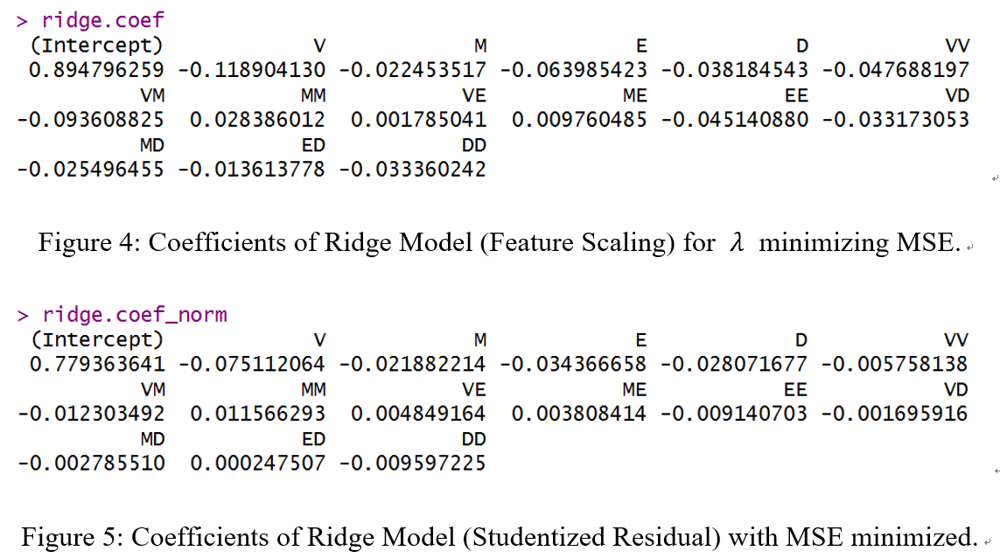 > ridge.coef
(Intercept) V M E D VV
0.894796259 -0.118904130 -0.022453517 -0.063985423 -0.038184543 -0.047688197
VM MM VE ME EE VD
-0.093608825 0.028386012 0.001785041 0.009760485 -0.045140880 -0.033173053
MD ED DD
-0.025496455 -0.013613778 -0.033360242
Figure 4: Coefficients of Ridge Model (Feature Scaling) for λ minimizing MSE.
> ridge.coef_norm
(Intercept) V M E D VV
0.779363641 -0.075112064 -0.021882214 -0.034366658 -0.028071677 -0.005758138
VM MM VE ME EE VD
-0.012303492 0.011566293 0.004849164 0.003808414 -0.009140703 -0.001695916
MD ED DD
-0.002785510 0.000247507 -0.009597225
Figure 5: Coefficients of Ridge Model (Studentized Residual) with MSE minimized.